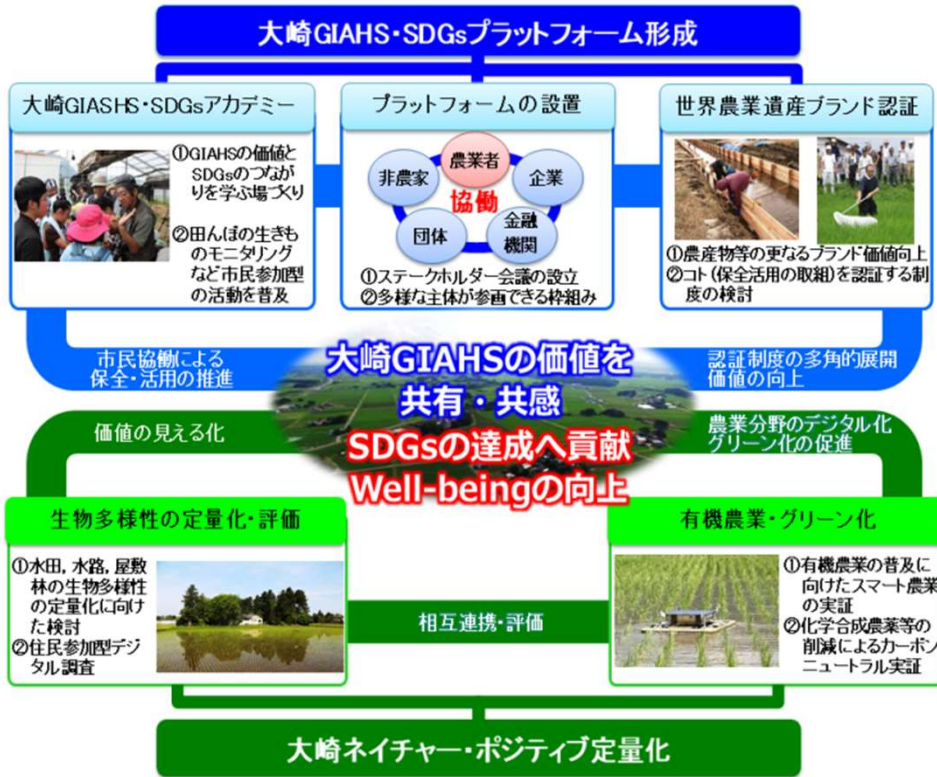 大崎GIAHS・SDGsプラットフォーム形成
大崎GIASHS・SDGsアカデミー
①GIAHSの価値と
SDGsのつなが
りを学ぶ場づくり
②田んぼの生きも
のモニタリング
など市民参加型
の活動を普及
プラットフォームの設置
農業者
非農家
企業
協働
団体
金融
機関
①ステークホルダー会議の設立
②多様な主体が参画できる枠組み
世界農業遺産ブランド認証
①農産物等の更なるブランド価値向上
②コト（保全活用の取組）を認証する制
度の検討
市民協働による
保全・活用の推進
認証制度の多角的展開
価値の向上
大崎GIAHSの価値を
共有・共感
SDGsの達成へ貢献
Well-beingの向上
価値の見える化
農業分野のデジタル化
グリーン化の促進
生物多様性の定量化・評価
①水田，水路，屋敷
林の生物多様性
の定量化に向け
た検討
②住民参加型デジ
タル調査
相互連携・評価
有機農業・グリーン化
①有機農業の普及に
向けたスマート農業
の実証
②化学合成農薬等の
削減によるカーボン
ニュートラル実証
大崎ネイチャー・ポジティブ定量化